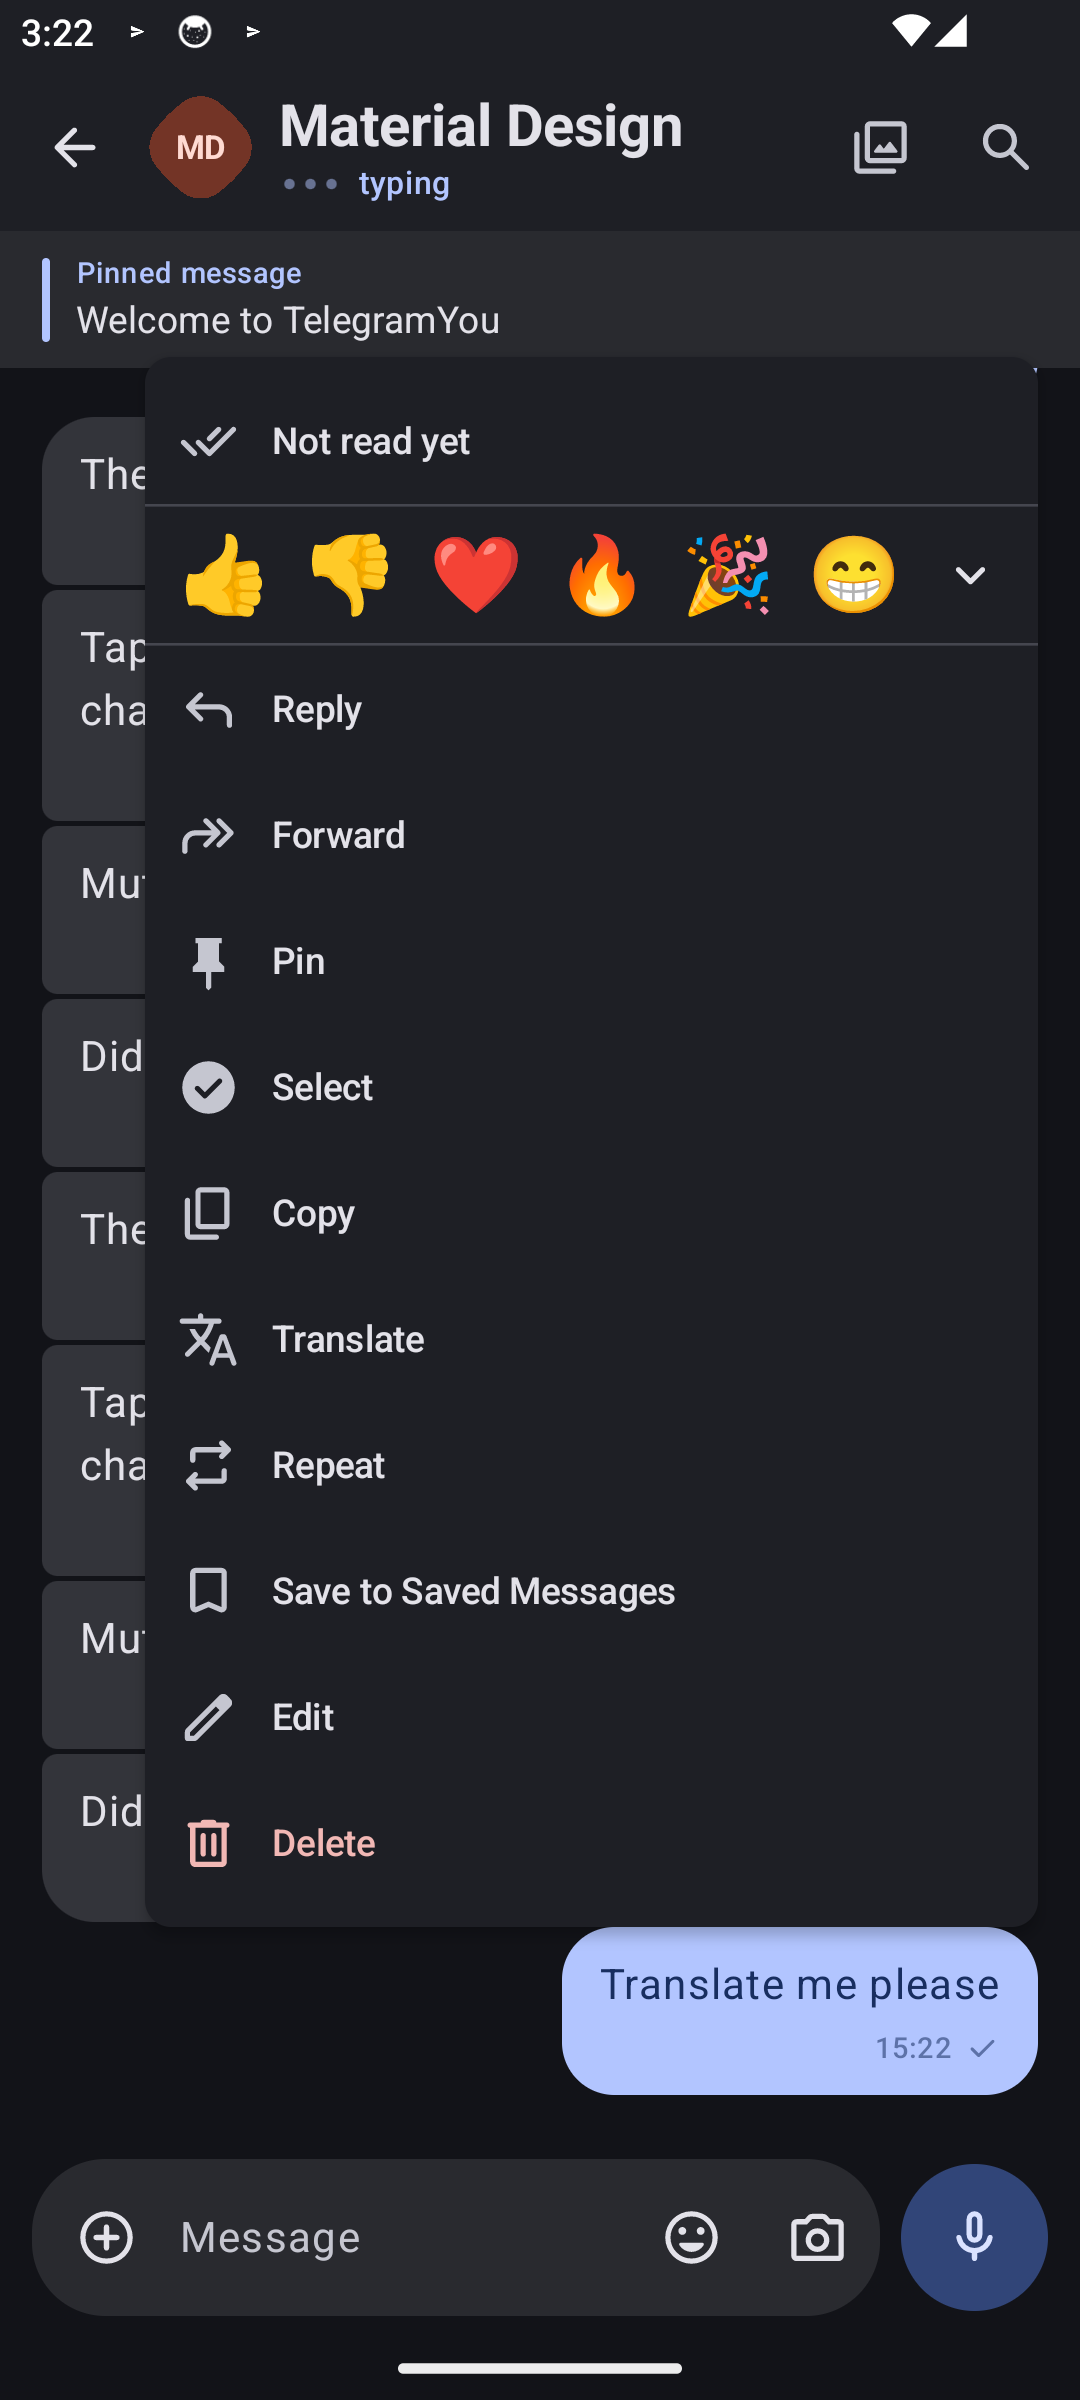 3:22
MD
Material Design
typing
Pinned message
Welcome to TelegramYou
Not read yet
Reply
Forward
Pin
Select
Copy
Translate
Repeat
Save to Saved Messages
Edit
Delete
The
Tap
cha
Did
The
Tap
cha
Did
Translate me please
15:22
Message